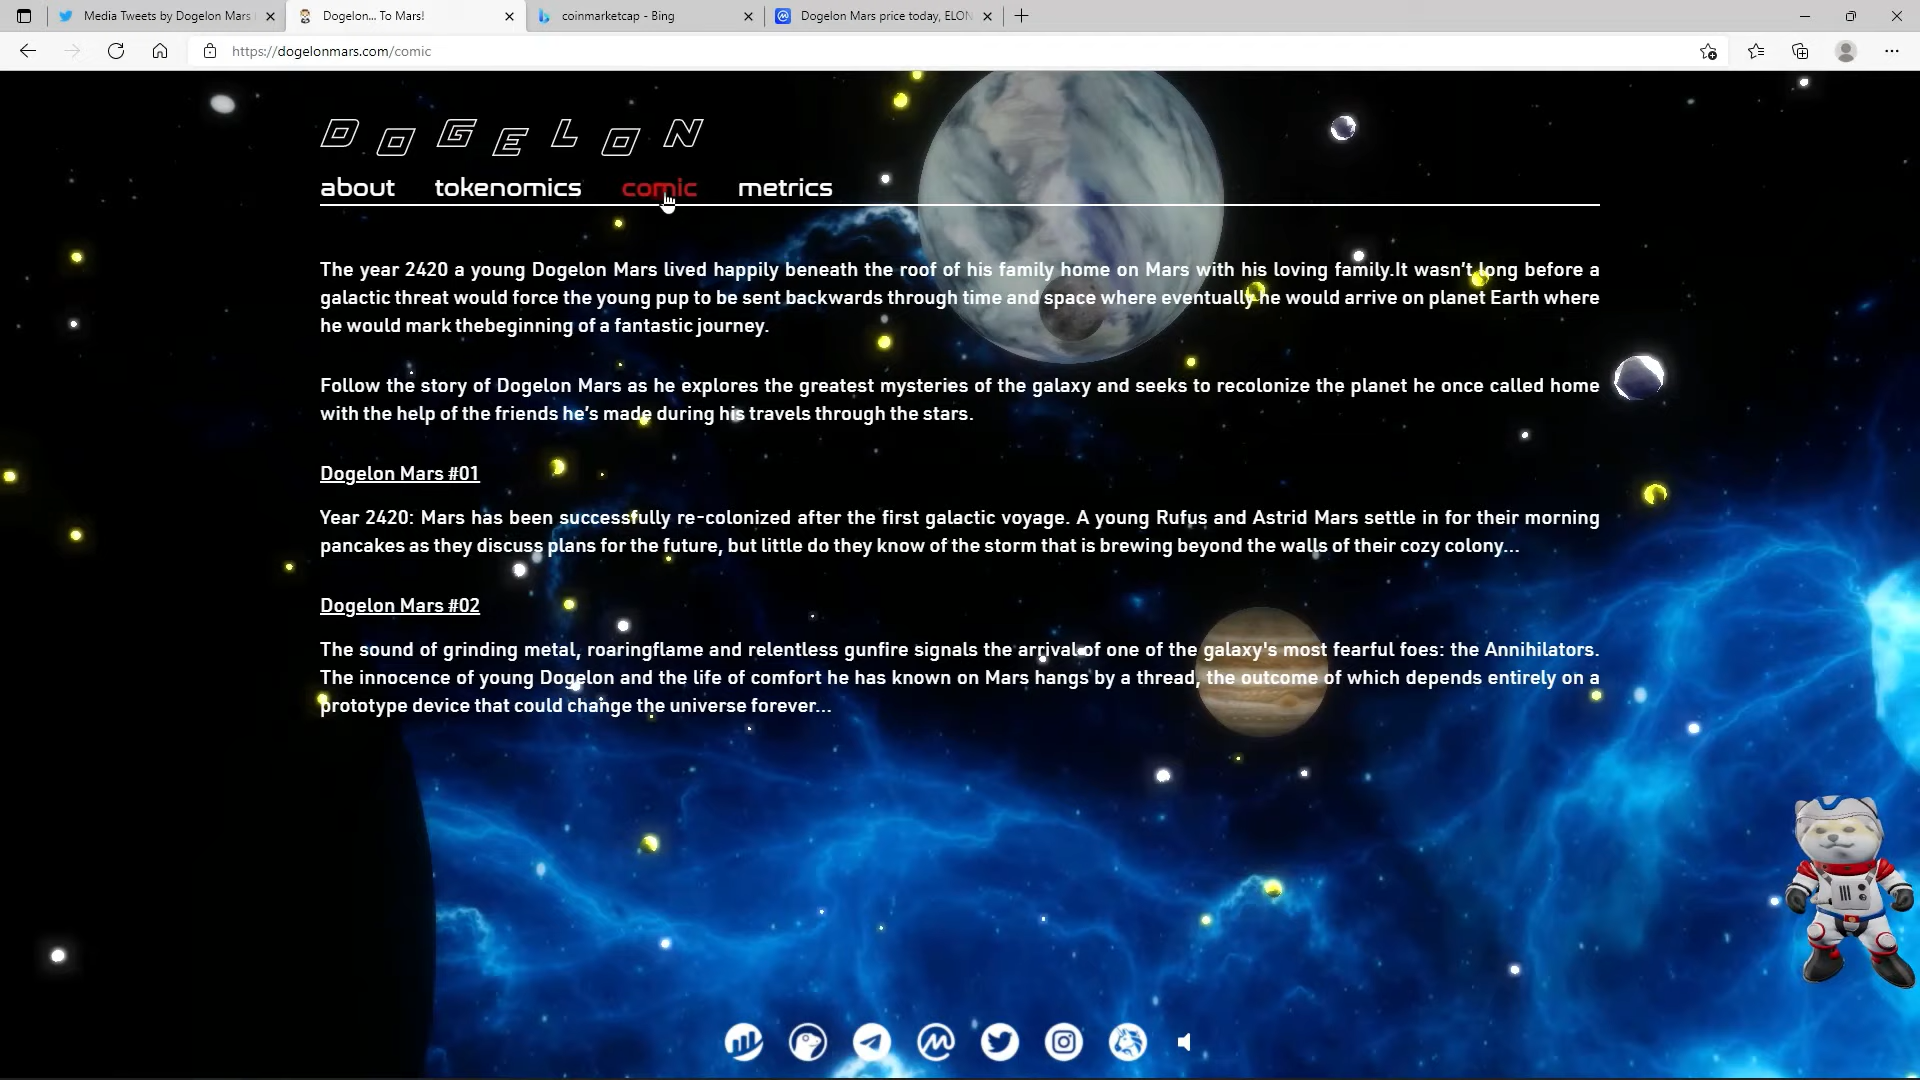 Media Tweets by Dogelon Mars
Dogelon... To Mars!
coinmarketcap - Bing
Dogelon Mars price today, ELON
https://dogelonmars.com/comic
DOGELON
about tokenomics comic metrics
The year 2420 a young Dogelon Mars lived happily beneath the roof of his family home on Mars with his loving family.It wasn't long before a
galactic threat would force the young pup to be sent backwards through time and space where eventually he would arrive on planet Earth where
he would mark thebeginning of a fantastic journey.
Follow the story of Dogelon Mars as he explores the greatest mysteries of the galaxy and seeks to recolonize the planet he once called home
with the help of the friends he's made during his travels through the stars.
Dogelon Mars #01
Year 2420: Mars has been successfully re-colonized after the first galactic voyage. A young Rufus and Astrid Mars settle in for their morning
pancakes as they discuss plans for the future, but little do they know of the storm that is brewing beyond the walls of their cozy colony...
Dogelon Mars #02
The sound of grinding metal, roaringflame and relentless gunfire signals the arrival of one of the galaxy's most fearful foes: the Annihilators.
The innocence of young Dogelon and the life of comfort he has known on Mars hangs by a thread, the outcome of which depends entirely on a
prototype device that could change the universe forever...